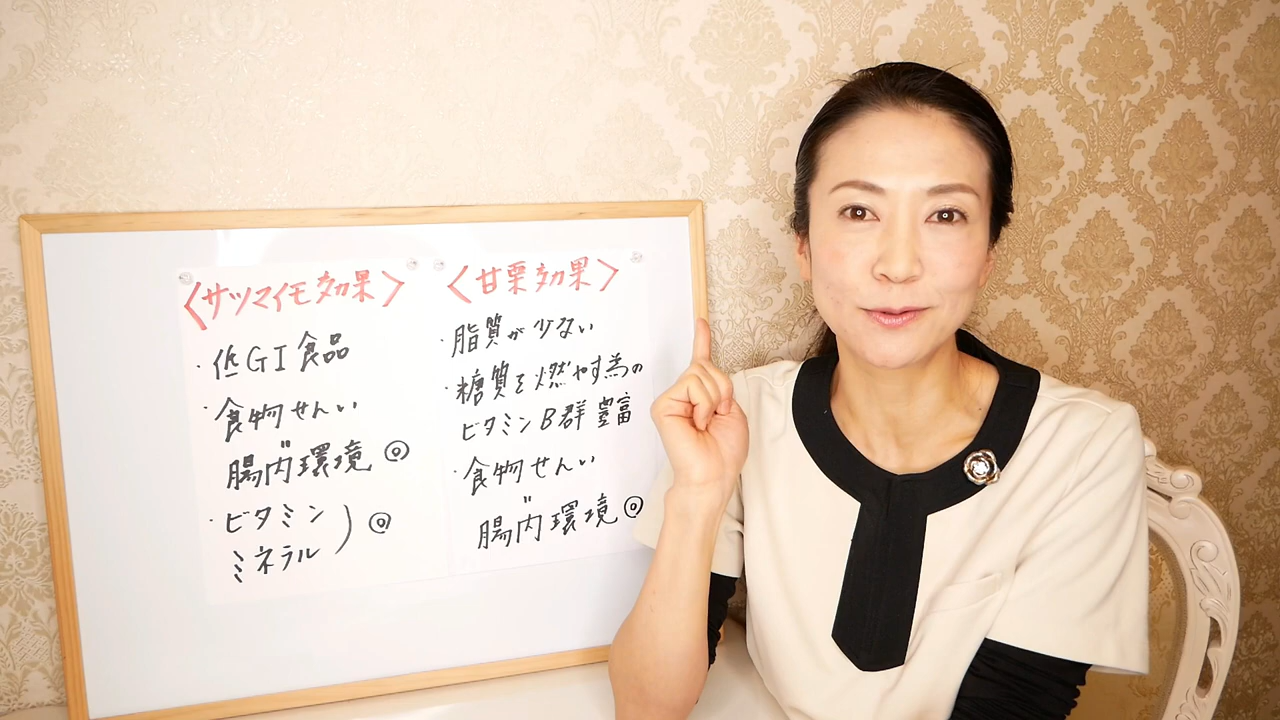 〈サツマイモ効果〉
・低GI食品
・食物せんい
〃
腸内環境◎
・ビタミン
ミネラル)◎
〈甘栗効果〉
・脂質が少ない
・糖質を燃やす為の
ビタミンB群豊富
・食物せんい
〃
腸内環境◎